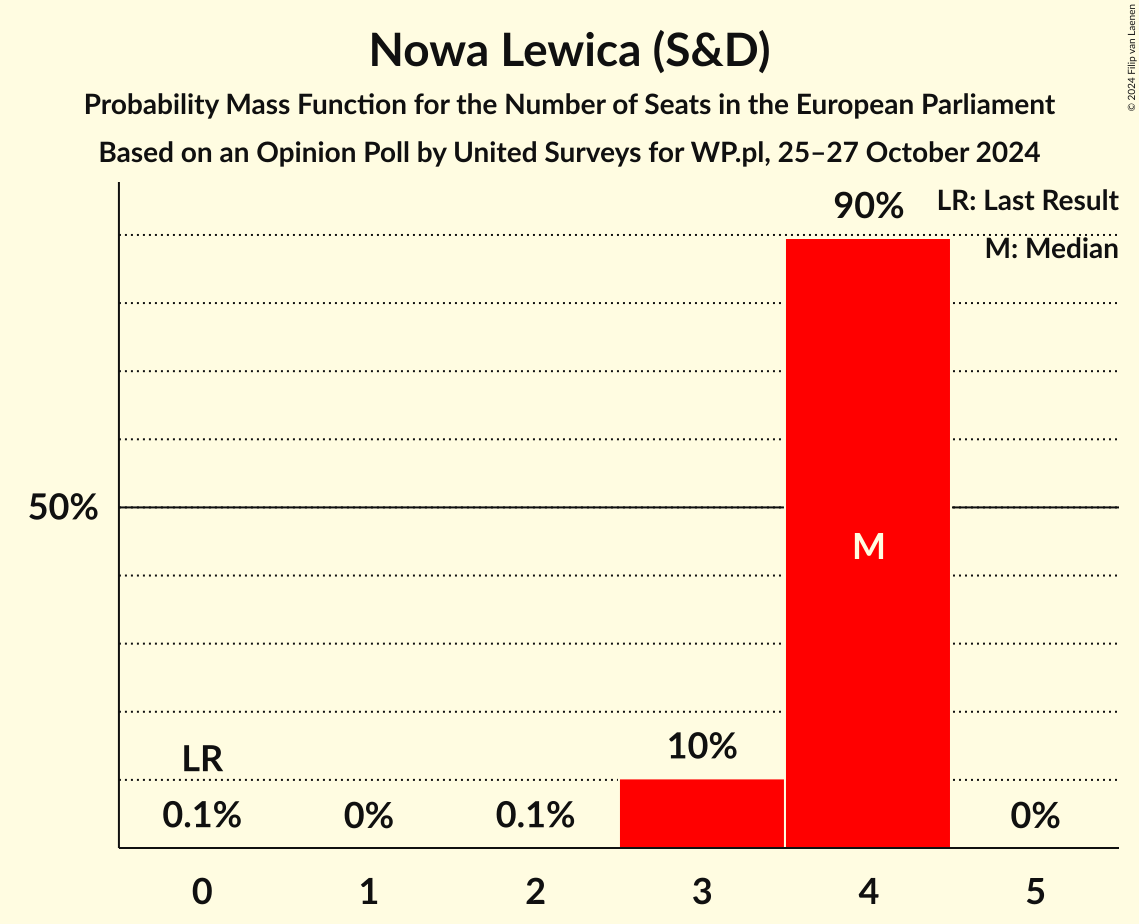 Nowa Lewica (S&D)
Probability Mass Function for the Number of Seats in the European Parliament
Based on an Opinion Poll by United Surveys for WP.pl, 25–27 October 2024
© 2024 Filip van Laenen
LR: Last Result
M: Median
90%
50%
M
LR
10%
0.1%
0%
0.1%
0%
0
1
2
3
4
5